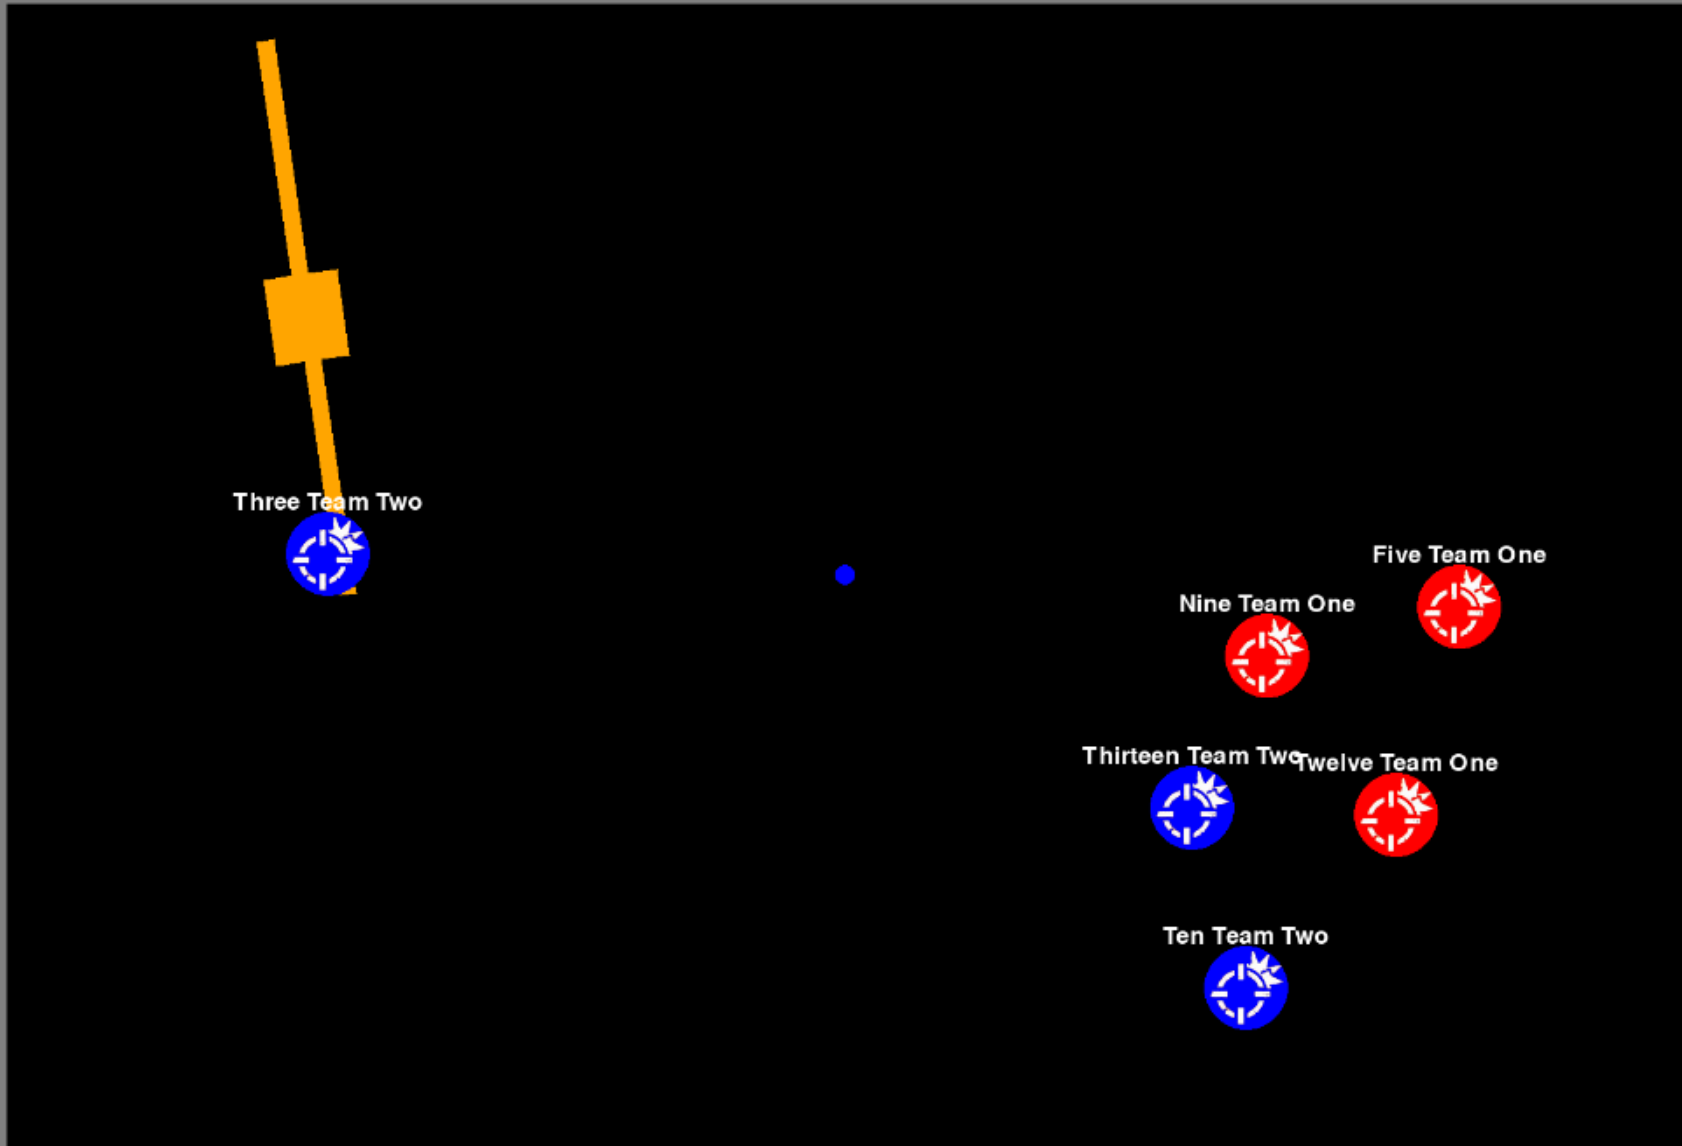 Three Team Two
Five Team One
Nine Team One
Thirteen Team Two
Twelve Team One
Ten Team Two